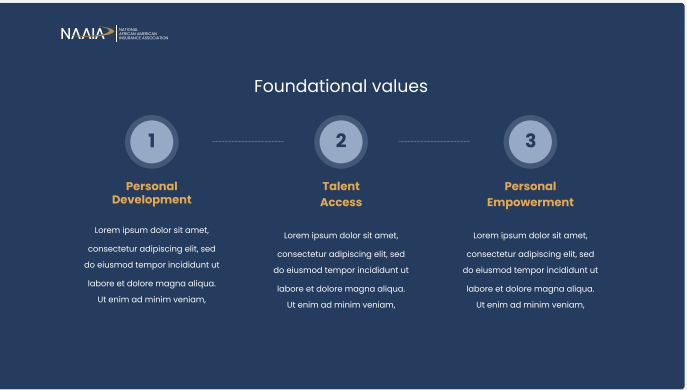 NAAIA
NATIONAL
AFRICAN AMERICAN
INSURANCE ASSOCIATION
Foundational values
1
Personal
Development
Lorem ipsum dolor sit amet,
consectetur adipiscing elit, sed
do eiusmod tempor incididunt ut
labore et dolore magna aliqua.
Ut enim ad minim veniam,
2
Talent
Access
Lorem ipsum dolor sit amet,
consectetur adipiscing elit, sed
do eiusmod tempor incididunt ut
labore et dolore magna aliqua.
Ut enim ad minim veniam,
3
Personal
Empowerment
Lorem ipsum dolor sit amet,
consectetur adipiscing elit, sed
do eiusmod tempor incididunt ut
labore et dolore magna aliqua.
Ut enim ad minim veniam,